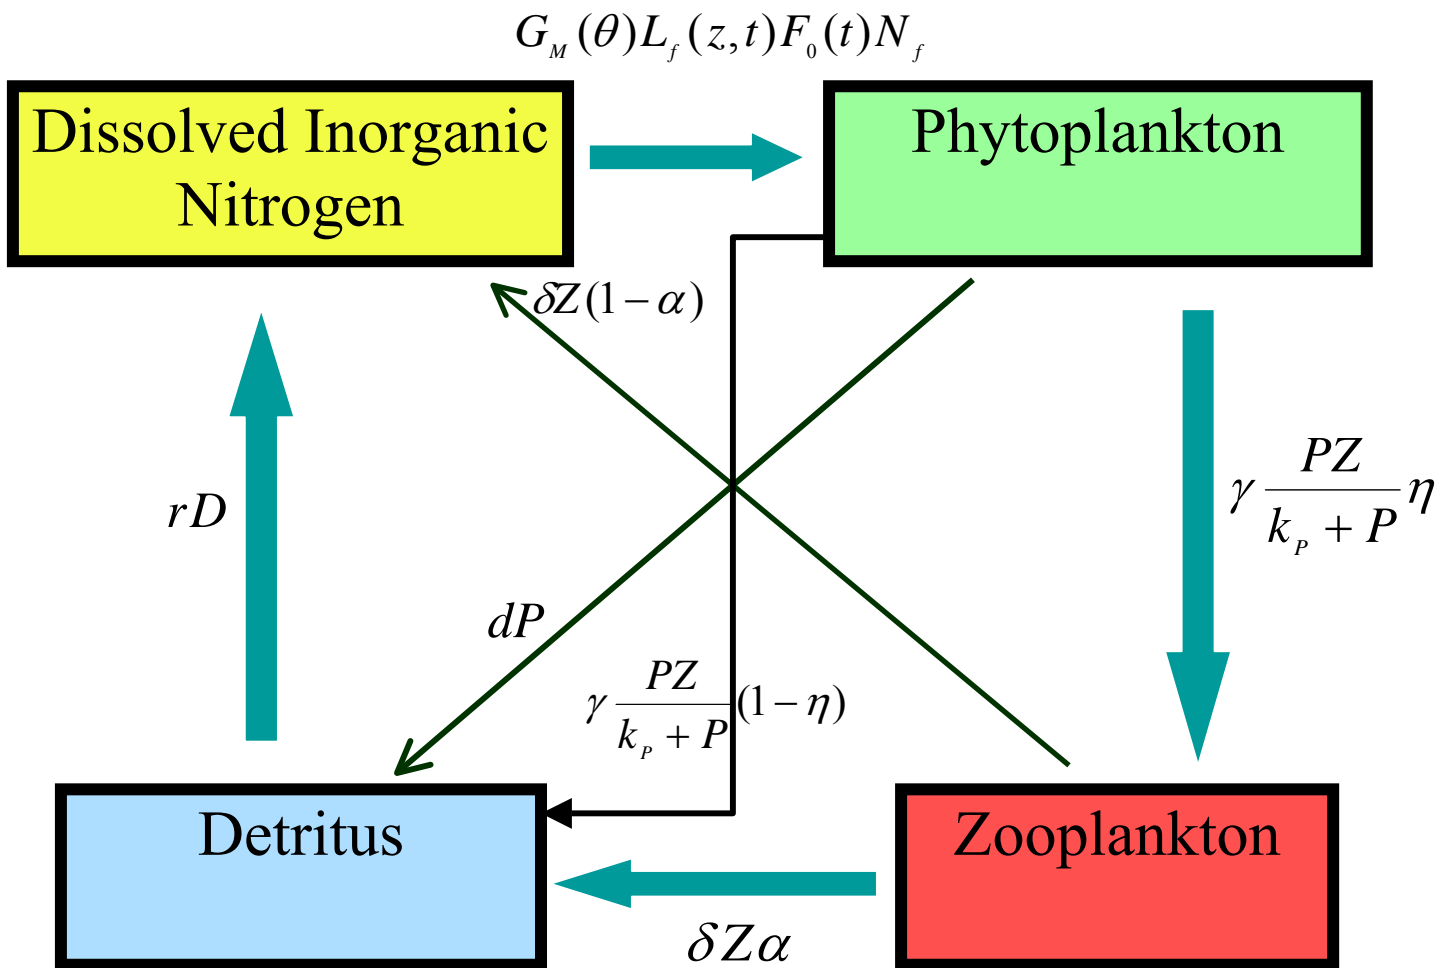 G_M(θ)L_f(z,t)F_0(t)N_f
Dissolved Inorganic
Nitrogen
Phytoplankton
δZ(1−α)
γ PZ/(k_P + P) η
rD
dP
γ PZ/(k_P + P) (1−η)
Detritus
Zooplankton
δZα